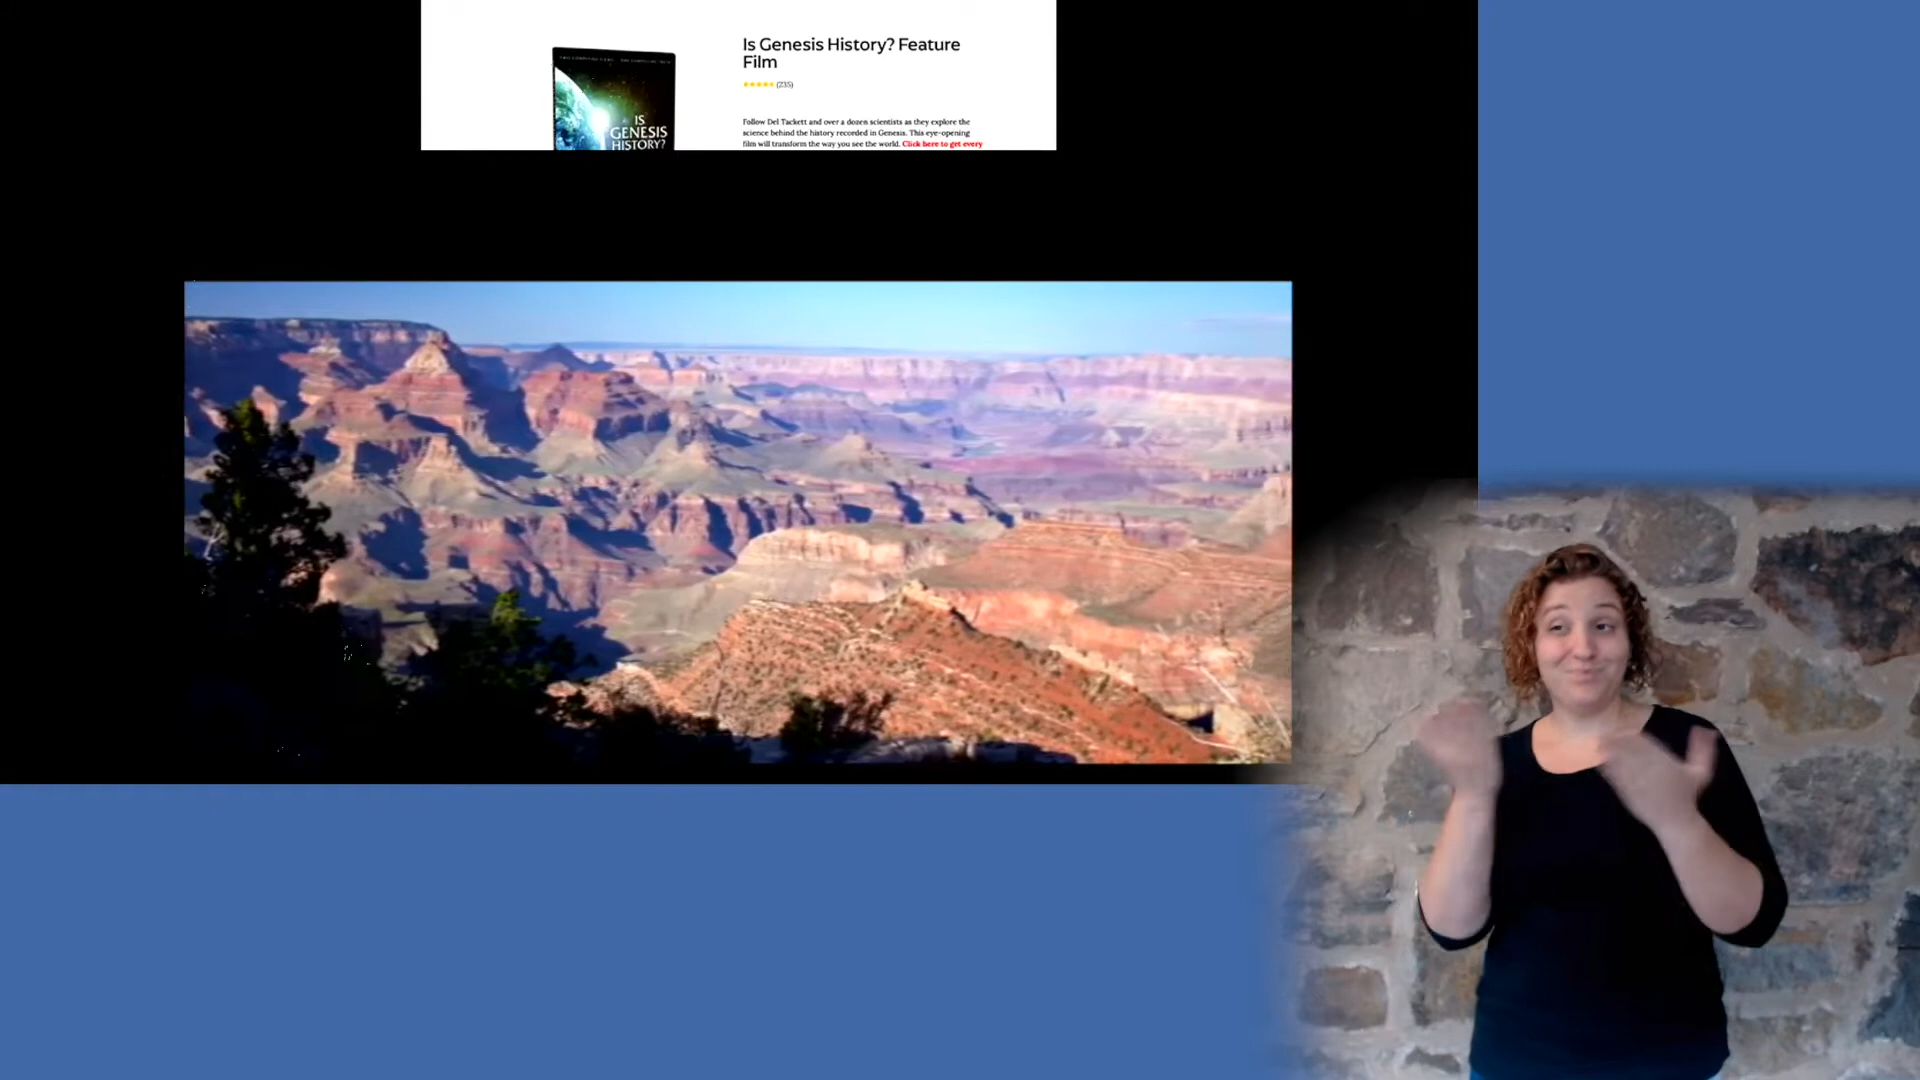 Is Genesis History? Feature
Film
(235)
Follow Del Tackett and over a dozen scientists as they explore the
science behind the history recorded in Genesis. This eye-opening
film will transform the way you see the world. Click here to get every
IS
GENESIS
HISTORY?